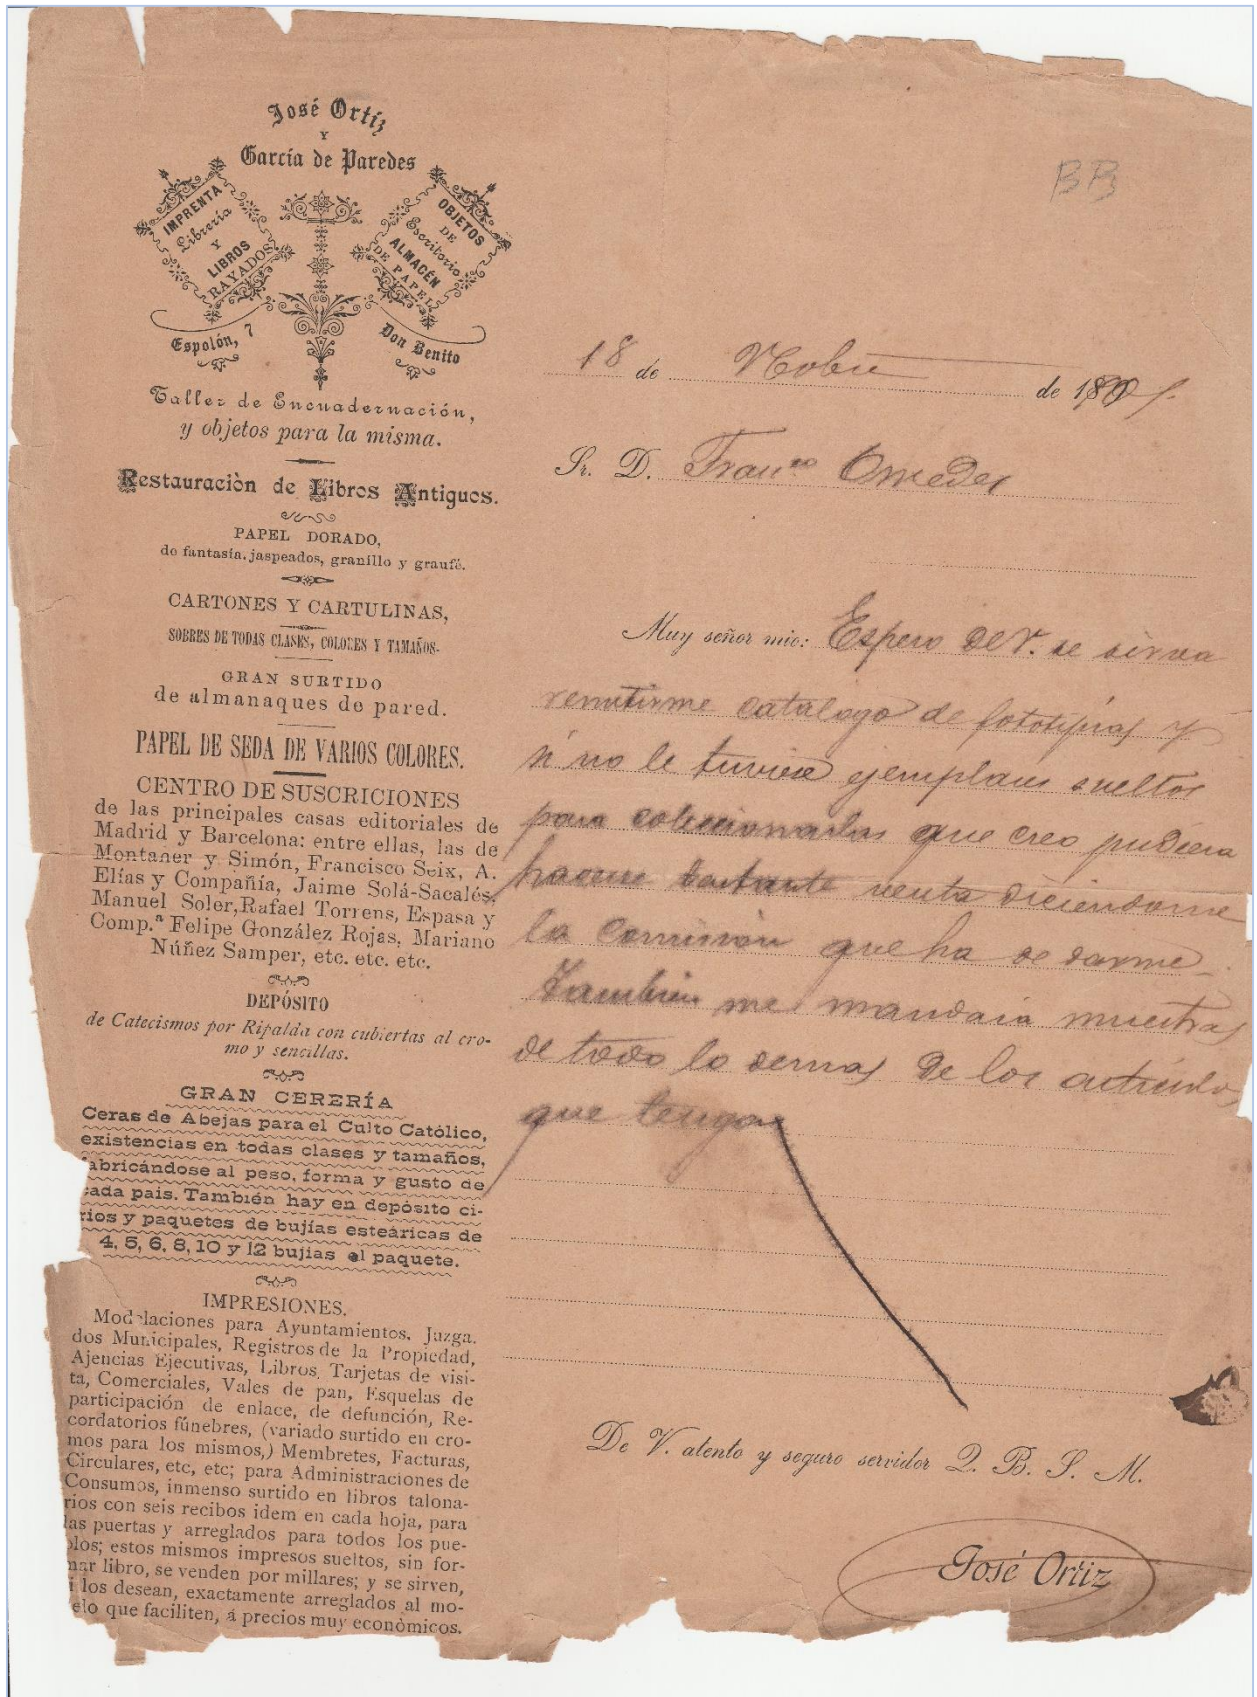 José Ortiz
Y
García de Paredes
IMPRENTA
Librería
Y
LIBROS
RAYADOS
OBJETOS
DE
Escritorio
ALMACÉN
DE PAPEL
Espolón, 7
Don Benito
Taller de Encuadernación,
y objetos para la misma.
Restauraciòn de Libros Antiguos.
PAPEL DORADO,
de fantasía, jaspeados, granillo y graufé.
CARTONES Y CARTULINAS,
SOBRES DE TODAS CLASES, COLORES Y TAMAÑOS.
GRAN SURTIDO
de almanaques de pared.
PAPEL DE SEDA DE VARIOS COLORES.
CENTRO DE SUSCRICIONES
de las principales casas editoriales de
Madrid y Barcelona: entre ellas, las de
Montaner y Simón, Francisco Seix, A.
Elías y Compañía, Jaime Solá-Sacalés,
Manuel Soler, Rafael Torrens, Espasa y
Comp.ª Felipe González Rojas, Mariano
Núñez Samper, etc. etc. etc.
DEPÓSITO
de Catecismos por Ripalda con cubiertas al cro-
mo y sencillas.
GRAN CERERÍA
Ceras de Abejas para el Culto Católico,
existencias en todas clases y tamaños,
fabricándose al peso, forma y gusto de
cada pais. También hay en depósito ci-
rios y paquetes de bujías esteáricas de
4, 5, 6, 8, 10 y 12 bujías el paquete.
IMPRESIONES.
Modelaciones para Ayuntamientos. Juzga.
dos Municipales, Registros de la Propiedad,
Ajencias Ejecutivas, Libros, Tarjetas de visi-
ta, Comerciales, Vales de pan, Esquelas de
participación de enlace, de defunción, Re-
cordatorios fúnebres, (variado surtido en cro-
mos para los mismos,) Membretes, Facturas,
Circulares, etc, etc; para Administraciones de
Consumos, inmenso surtido en libros talona-
rios con seis recibos idem en cada hoja, para
las puertas y arreglados para todos los pue-
blos; estos mismos impresos sueltos, sin for-
mar libro, se venden por millares; y se sirven,
i los desean, exactamente arreglados al mo-
elo que faciliten, á precios muy económicos.
BB
18 de Nobre de
Sr. D. Franco Omedes
Muy señor mio: Espero de V. se sirva
remitirme catálogo de fototipias y
si no le tuviese ejemplares sueltos
para coleccionarlas que creo pudiera
hacerse bastante venta diciendome
la comisión que ha de darme
Tambien me mandará muestras
de todo lo demas de los articulos
que tenga
De V. atento y seguro servidor Q. B. S. M.
José Ortiz